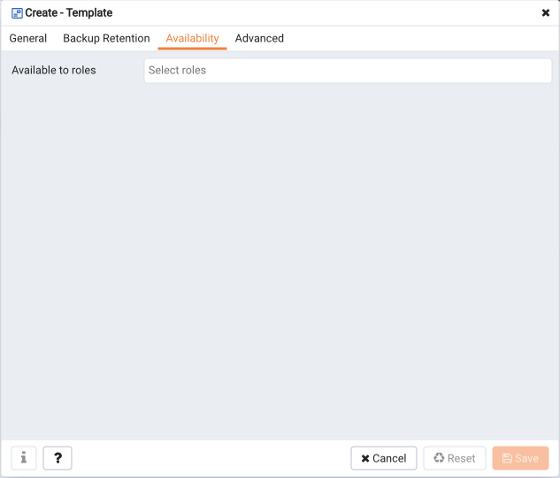 Create - Template
General Backup Retention Availability Advanced
Available to roles Select roles
i ? Cancel Reset Save